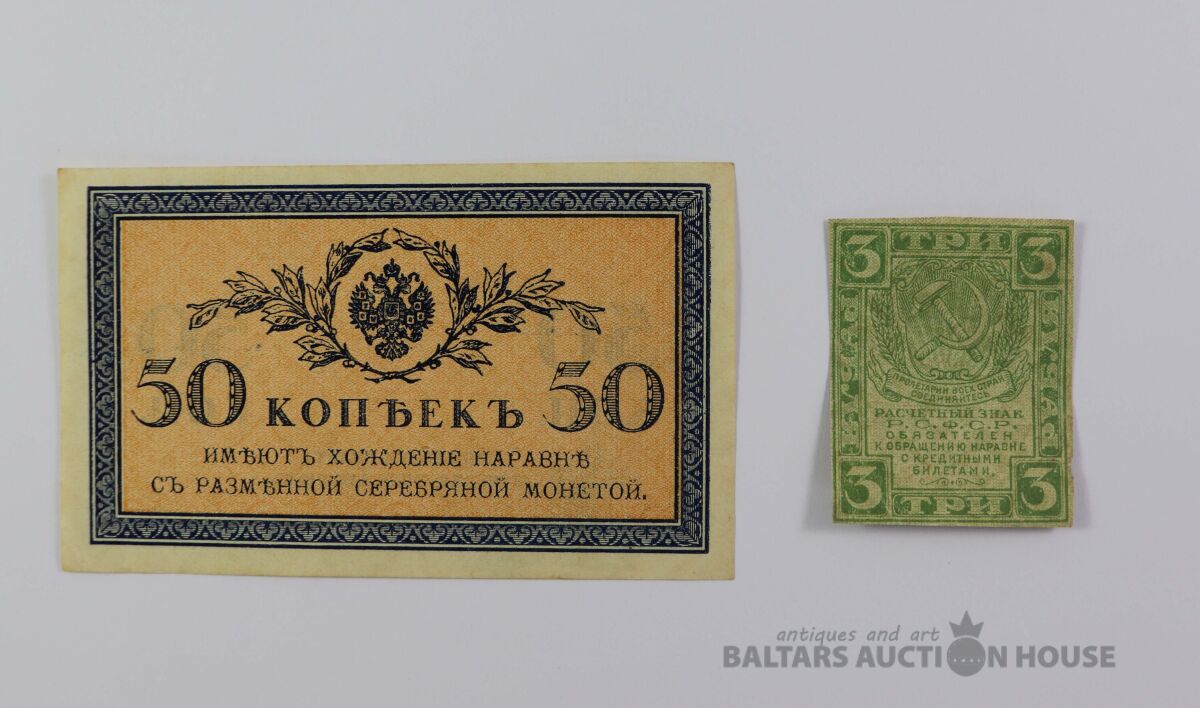 50 КОПѢЕКЪ 50
ИМѢЮТЪ ХОЖДЕНІЕ НАРАВНѢ
СЪ РАЗМѢННОЙ СЕРЕБРЯНОЙ МОНЕТОЙ.
3 ТРИ 3
ПРОЛЕТАРИИ ВСЕХ СТРАН
СОЕДИНЯЙТЕСЬ
РАСЧЕТНЫЙ ЗНАК
Р.С.Ф.С.Р.
ОБЯЗАТЕЛЕН
К ОБРАЩЕНИЮ НАРАВНЕ
С КРЕДИТНЫМИ
БИЛЕТАМИ.
3 ТРИ 3
antiques and art
BALTARS AUCTION HOUSE